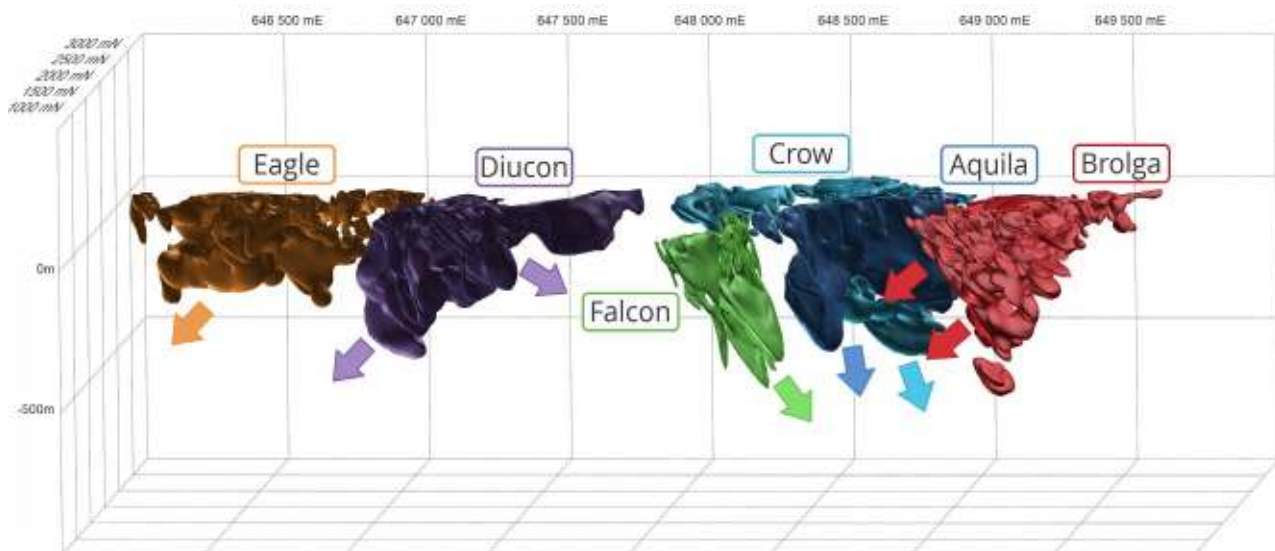 646 500 mE
647 000 mE
647 500 mE
648 000 mE
648 500 mE
649 000 mE
649 500 mE
3000 mN
2500 mN
2000 mN
1500 mN
1000 mN
Eagle
Diucon
Crow
Aquila
Brolga
0m
Falcon
-500m